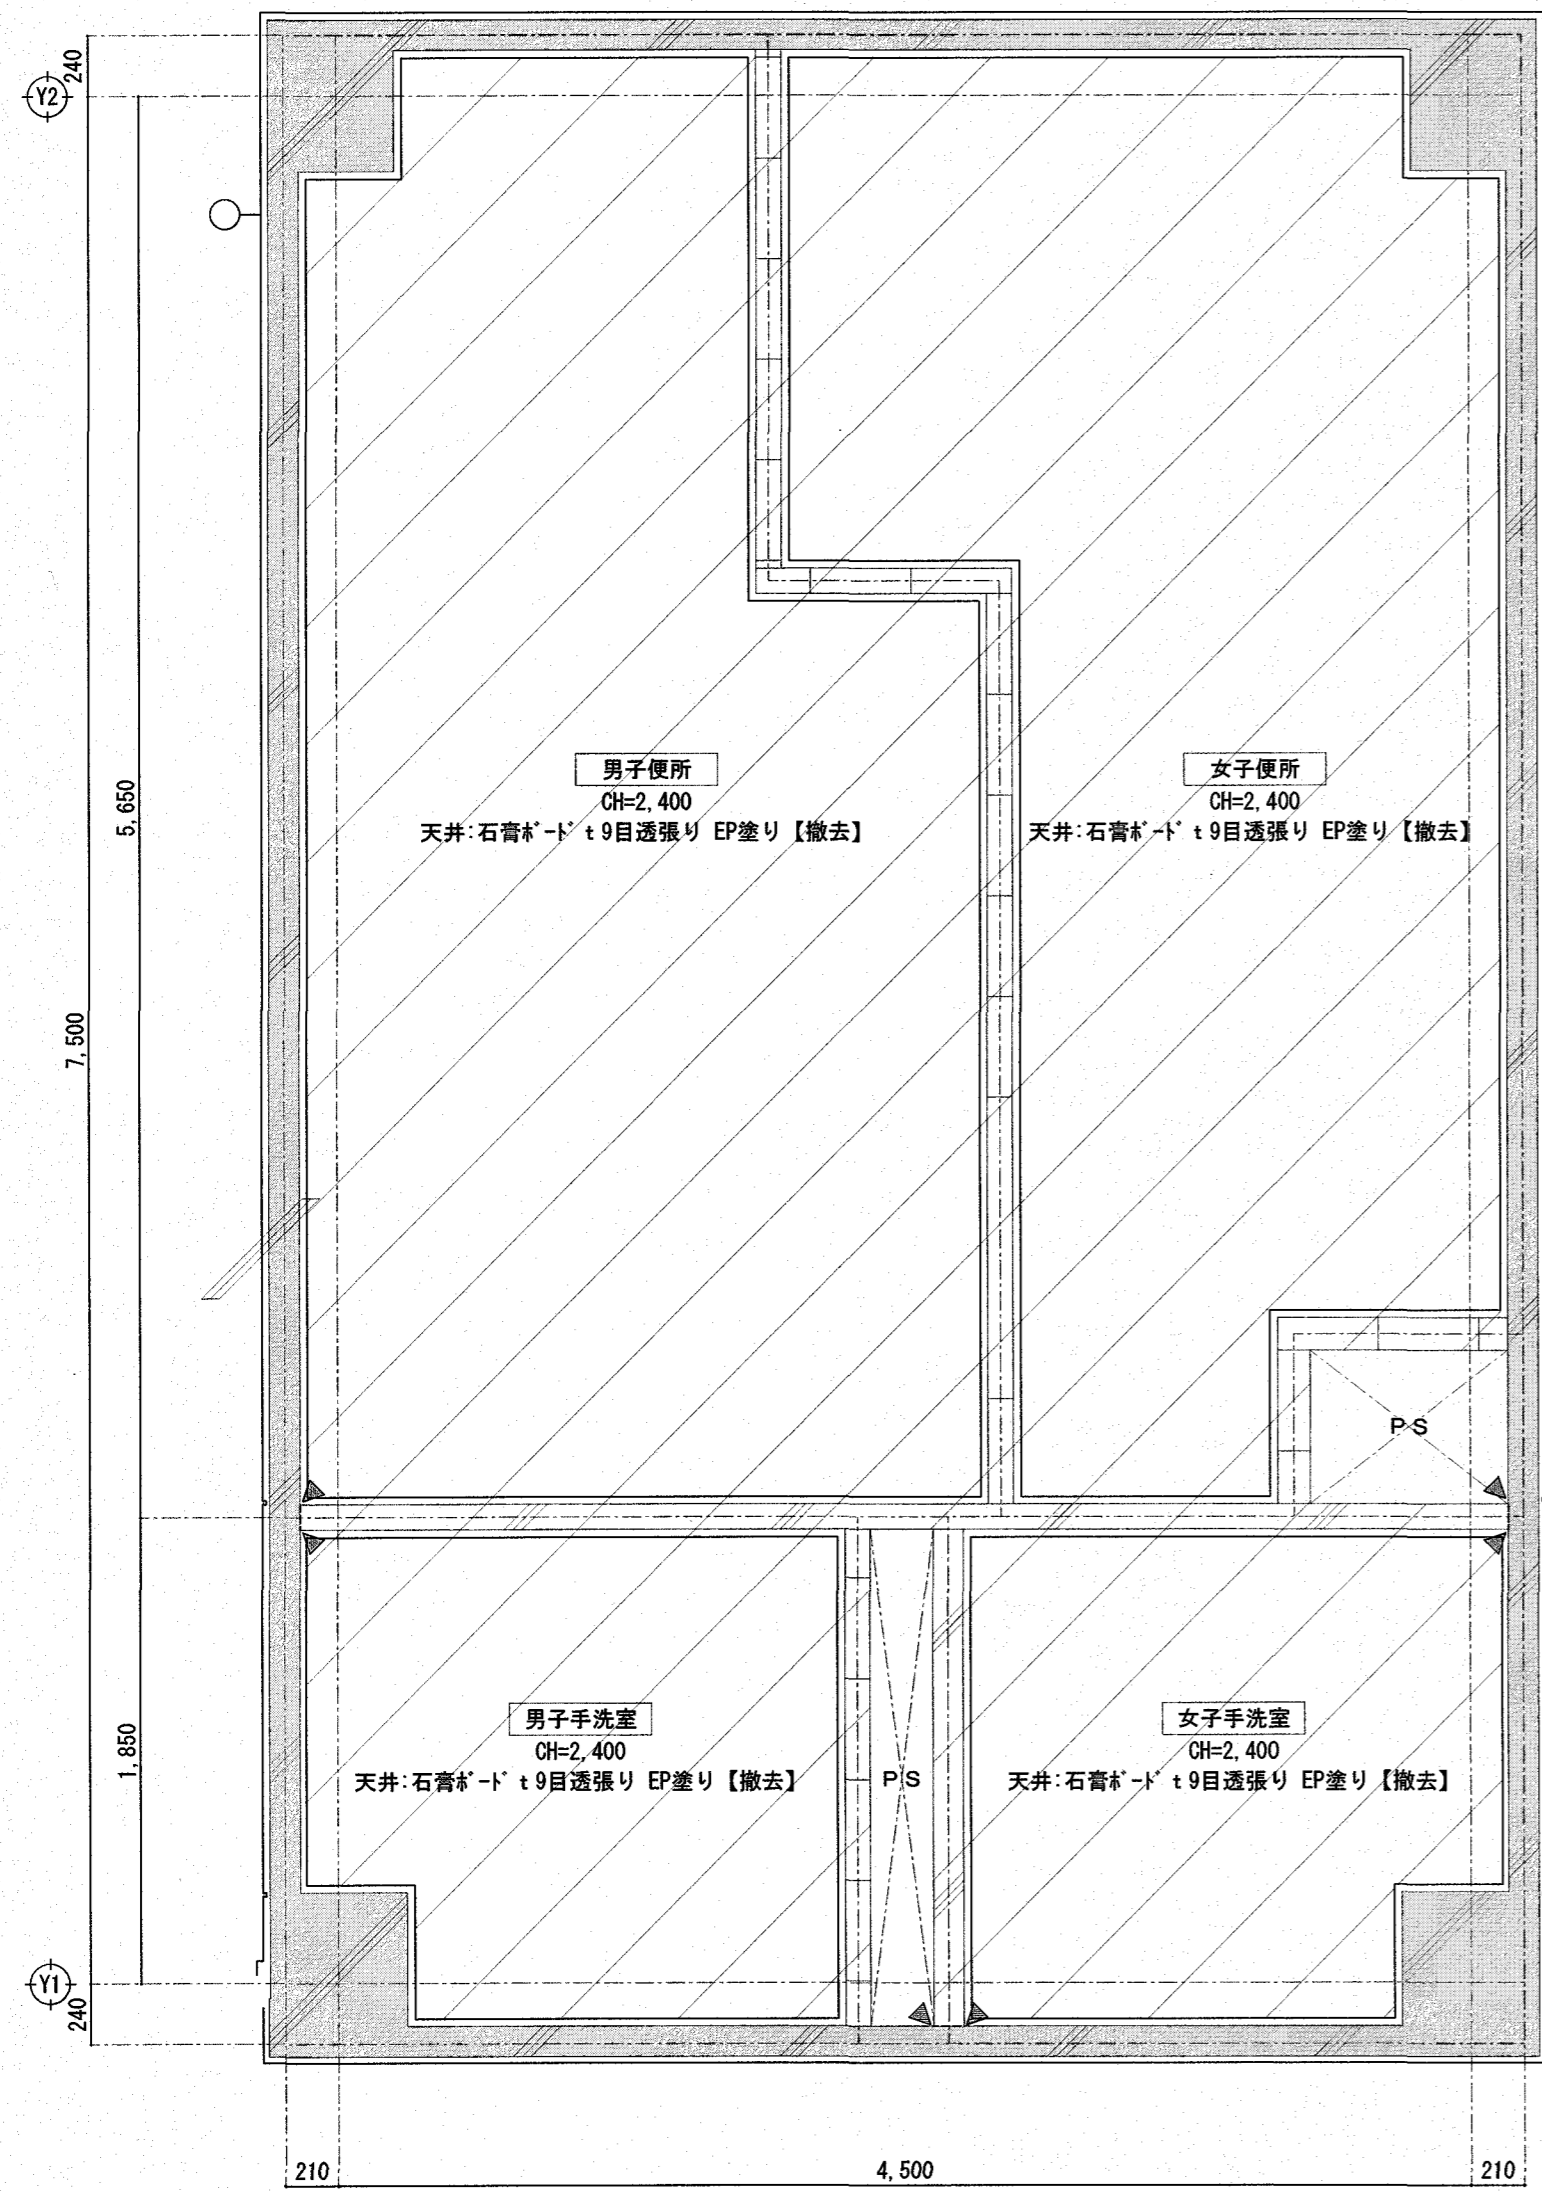 240
Y2
5,650
7,500
男子便所
CH=2,400
天井:石膏ボード t9目透張り EP塗り【撤去】
女子便所
CH=2,400
天井:石膏ボード t9目透張り EP塗り【撤去】
PS
1,850
男子手洗室
CH=2,400
天井:石膏ボード t9目透張り EP塗り【撤去】
PS
女子手洗室
CH=2,400
天井:石膏ボード t9目透張り EP塗り【撤去】
Y1
240
210
4,500
210